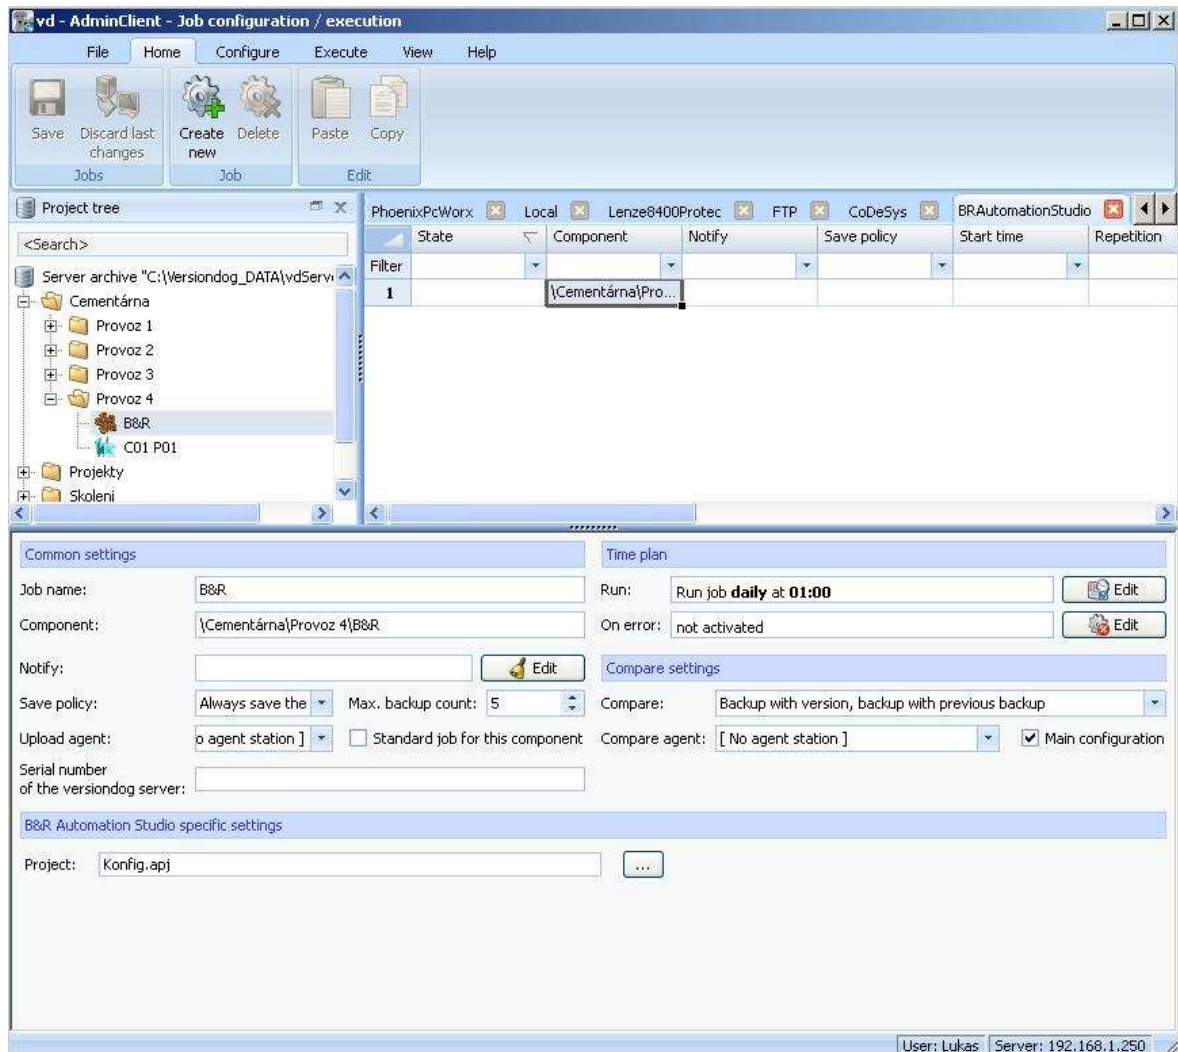 vd - AdminClient - Job configuration / execution
File Home Configure Execute View Help
Save Discard last changes Create new Delete Paste Copy
Jobs Job Edit
Project tree
<Search>
Server archive "C:\Versiondog_DATA\vdServ
Cementárna
Provoz 1
Provoz 2
Provoz 3
Provoz 4
B&R
C01 P01
Projekty
Skoleni
PhoenixPcWorx Local Lenze8400Protec FTP CoDeSys BRAutomationStudio
State Component Notify Save policy Start time Repetition
Filter
1 \Cementárna\Pro...
Common settings
Job name: B&R
Component: \Cementárna\Provoz 4\B&R
Notify: Edit
Save policy: Always save the Max. backup count: 5
Upload agent: o agent station ] Standard job for this component
Serial number
of the versiondog server:
Time plan
Run: Run job daily at 01:00 Edit
On error: not activated Edit
Compare settings
Compare: Backup with version, backup with previous backup
Compare agent: [ No agent station ] Main configuration
B&R Automation Studio specific settings
Project: Konfig.apj ...
User: Lukas Server: 192.168.1.250